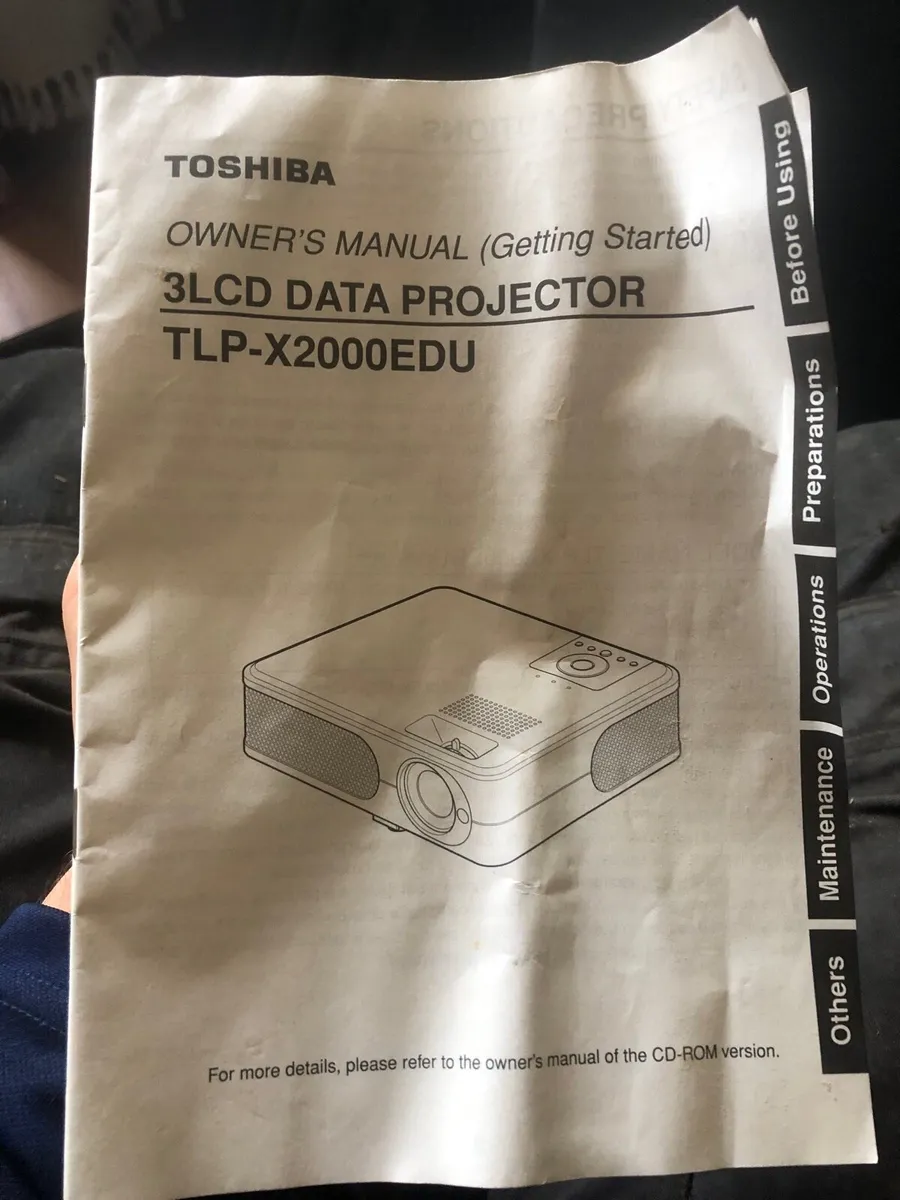 TOSHIBA
OWNER'S MANUAL (Getting Started)
3LCD DATA PROJECTOR
TLP-X2000EDU
Before Using
Preparations
Operations
Maintenance
Others
For more details, please refer to the owner's manual of the CD-ROM version.